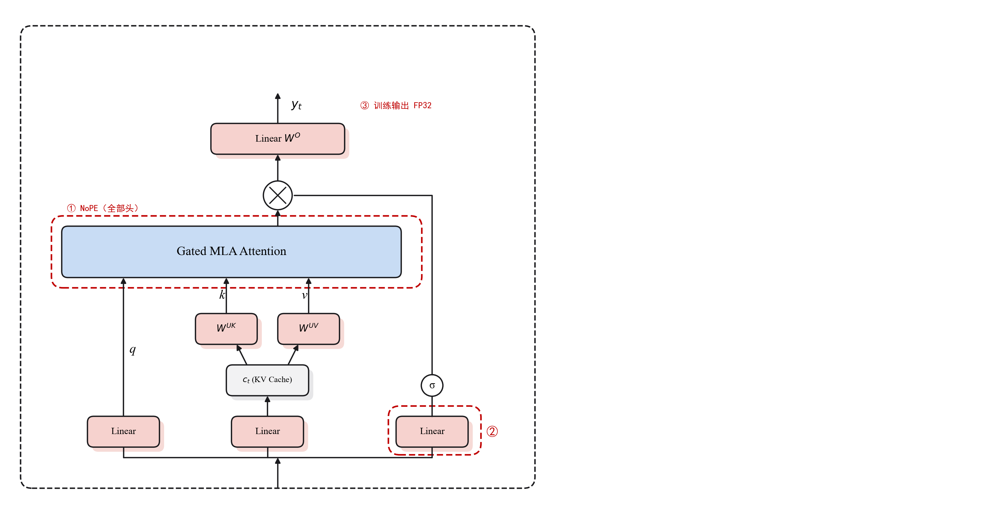 y_t
③ 训练输出 FP32
Linear W^O
① NoPE（全部头）
Gated MLA Attention
k
v
W^{UK}
W^{UV}
q
c_t (KV Cache)
σ
Linear
Linear
Linear
②